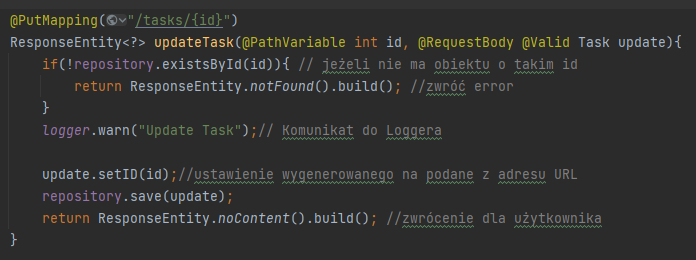 @PutMapping("/tasks/{id}")
ResponseEntity<?> updateTask(@PathVariable int id, @RequestBody @Valid Task update){
if(!repository.existsById(id)){ // jeżeli nie ma obiektu o takim id
return ResponseEntity.notFound().build(); //zwróć error
}
logger.warn("Update Task");// Komunikat do Loggera
update.setID(id);//ustawienie wygenerowanego na podane z adresu URL
repository.save(update);
return ResponseEntity.noContent().build(); //zwrócenie dla użytkownika
}